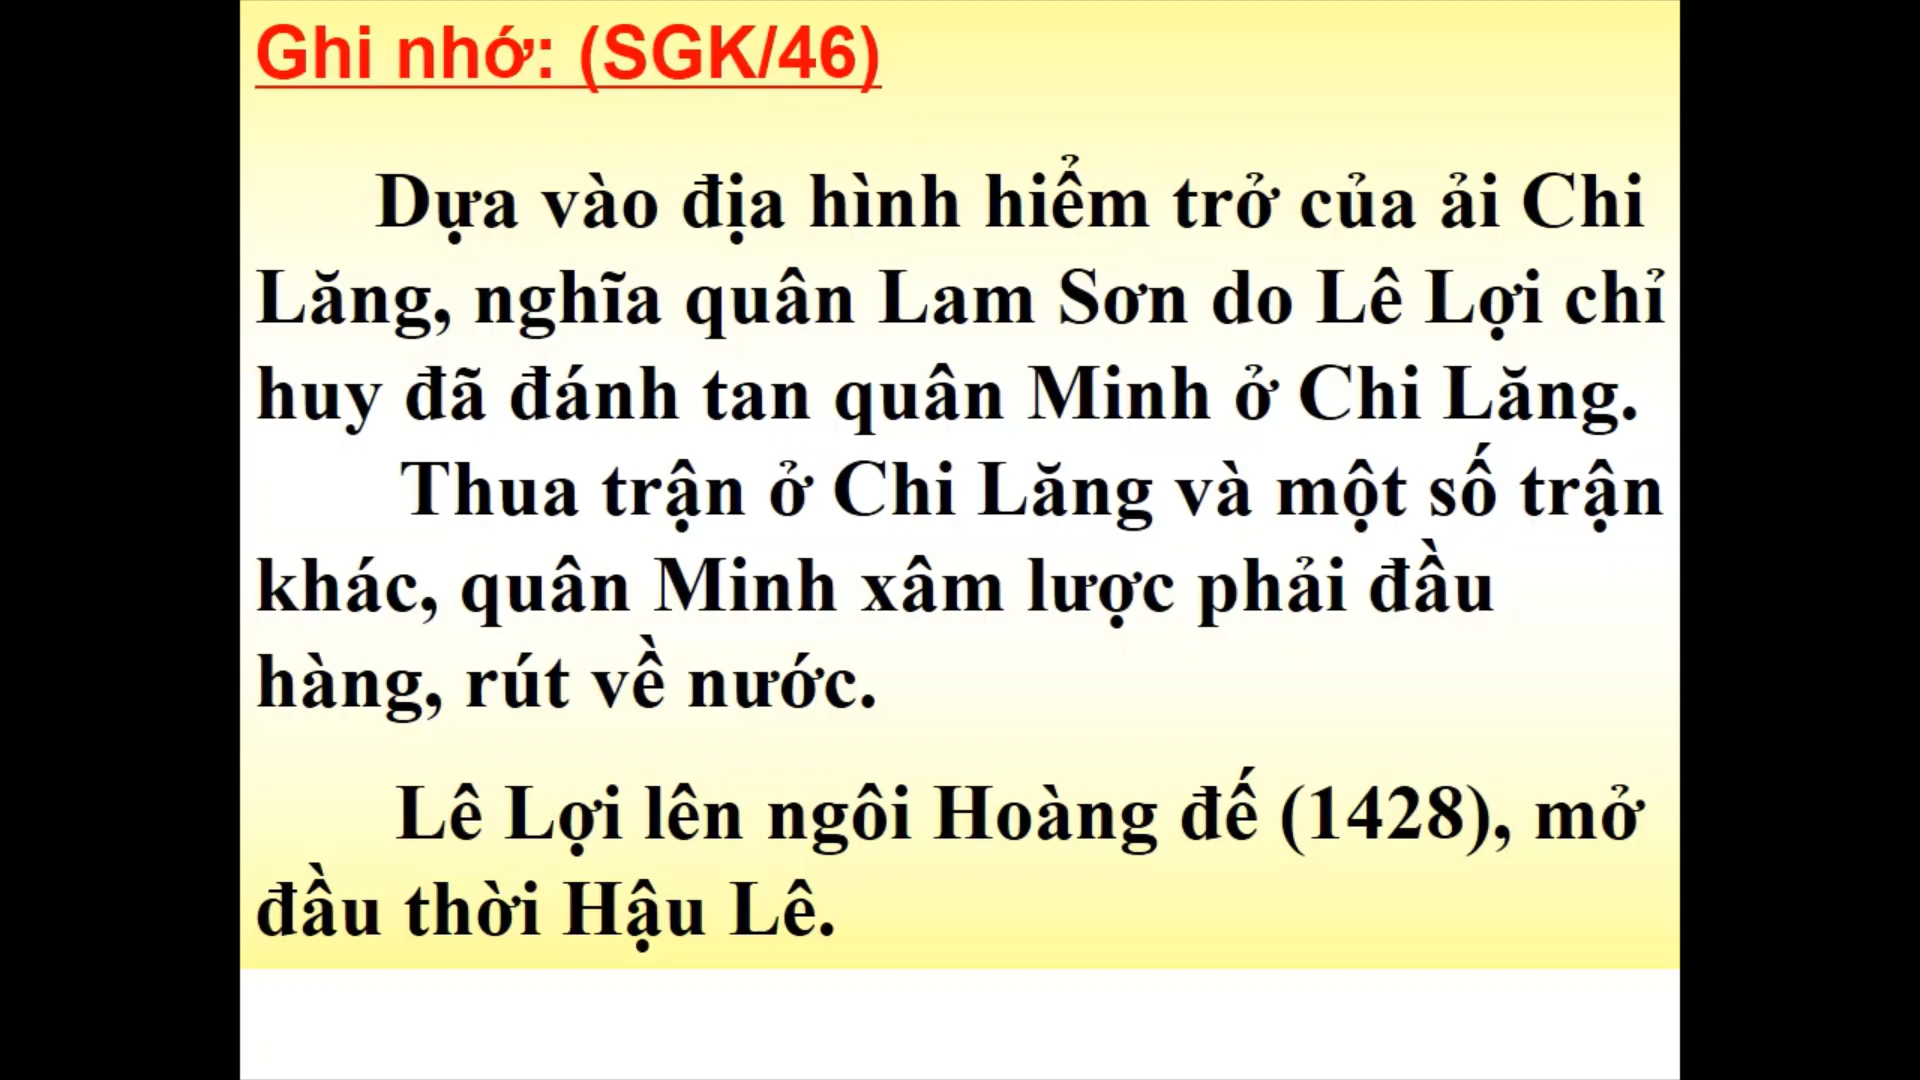 Ghi nhớ: (SGK/46)
Dựa vào địa hình hiểm trở của ải Chi
Lăng, nghĩa quân Lam Sơn do Lê Lợi chỉ
huy đã đánh tan quân Minh ở Chi Lăng.
Thua trận ở Chi Lăng và một số trận
khác, quân Minh xâm lược phải đầu
hàng, rút về nước.
Lê Lợi lên ngôi Hoàng đế (1428), mở
đầu thời Hậu Lê.